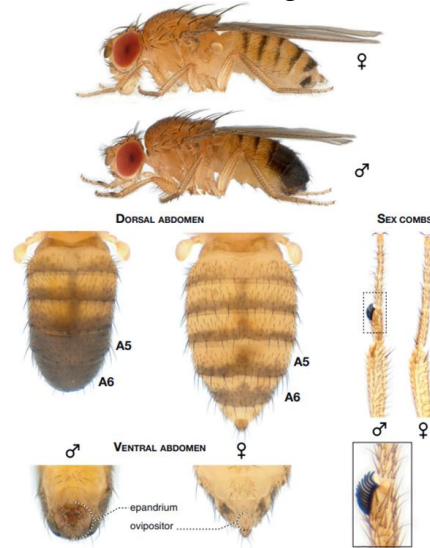 ♀
♂
DORSAL ABDOMEN
SEX COMBS
A5
A6
A5
A6
♂ VENTRAL ABDOMEN ♀
♂ ♀
epandrium
ovipositor